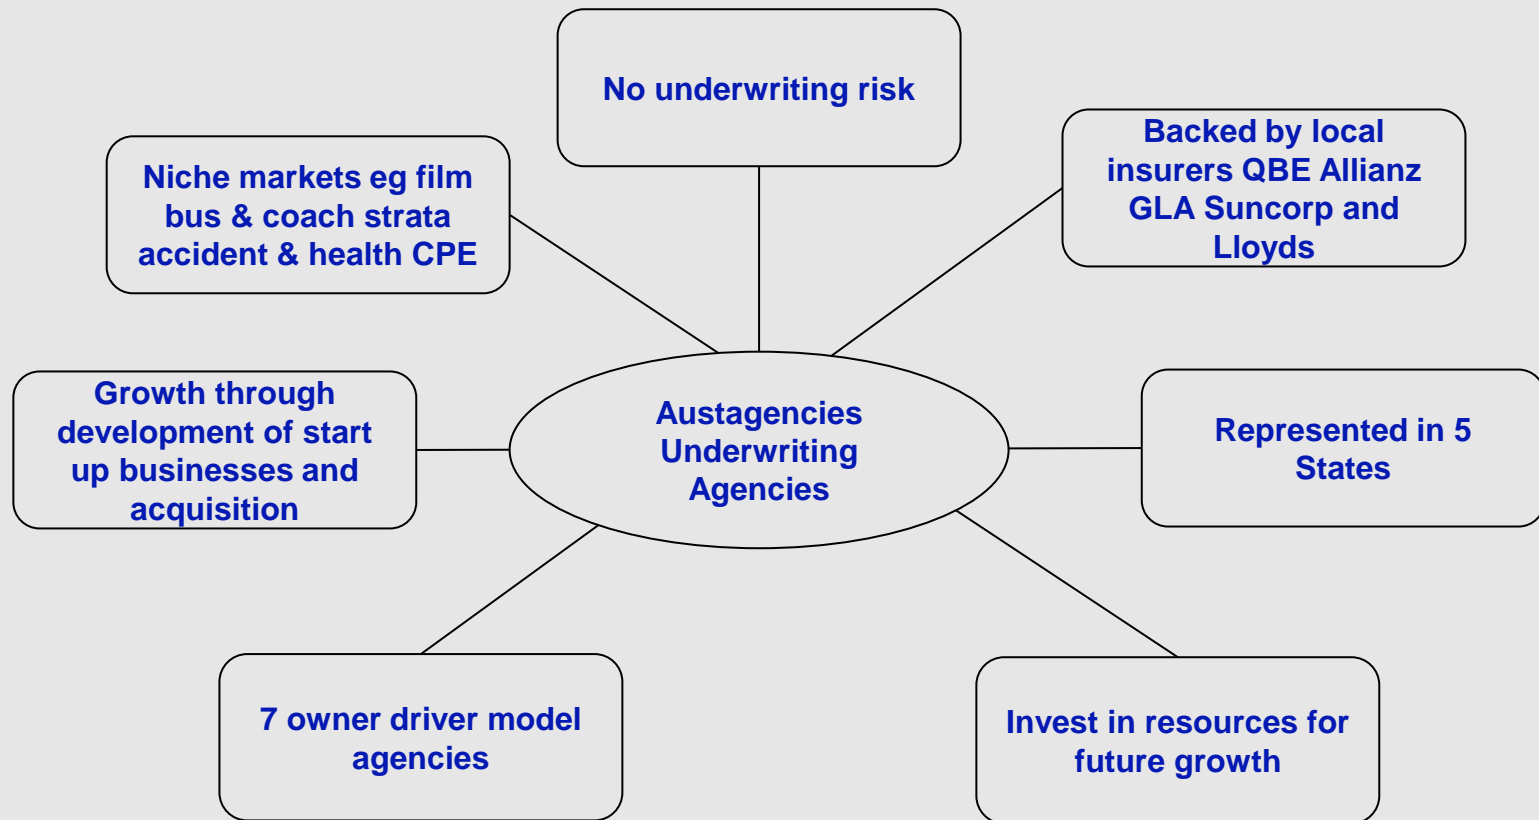 No underwriting risk
Backed by local
insurers QBE Allianz
GLA Suncorp and
Lloyds
Niche markets eg film
bus & coach strata
accident & health CPE
Growth through
development of start
up businesses and
acquisition
Austagencies
Underwriting
Agencies
Represented in 5
States
7 owner driver model
agencies
Invest in resources for
future growth